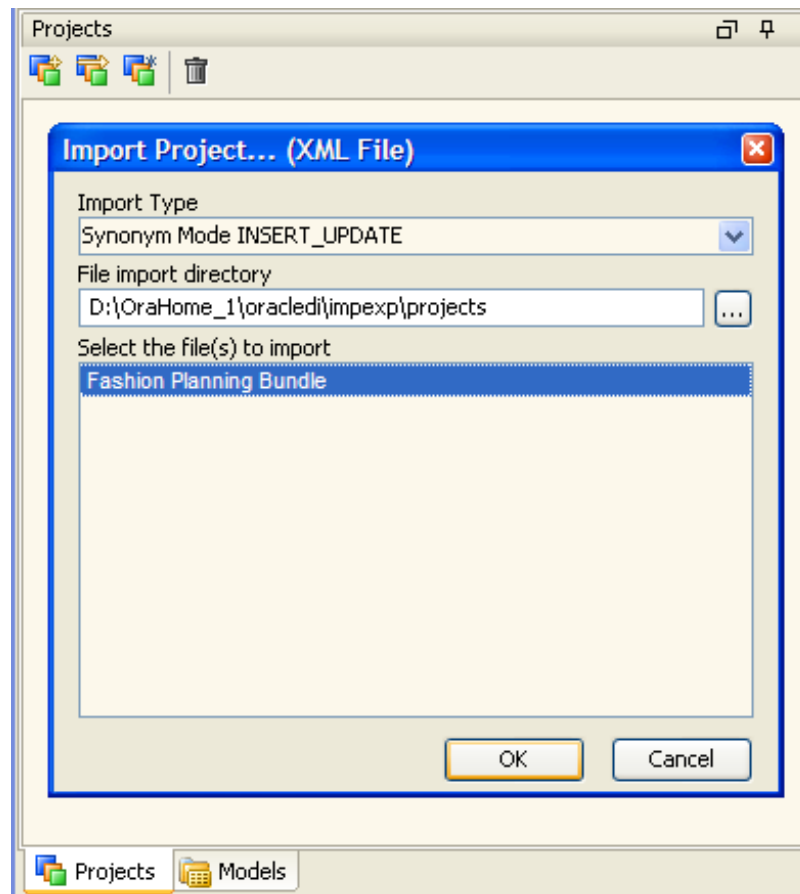 Projects
Import Project... (XML File)
Import Type
Synonym Mode INSERT_UPDATE
File import directory
D:\OraHome_1\oracledi\impexp\projects
...
Select the file(s) to import
Fashion Planning Bundle
OK Cancel
Projects Models